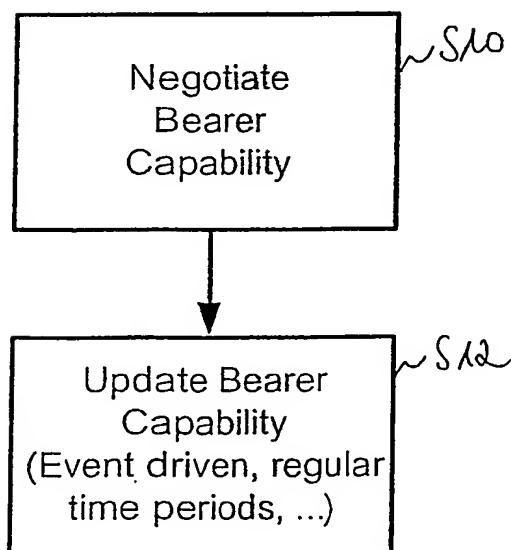 Negotiate
Bearer
Capability
S10
Update Bearer
Capability
(Event driven, regular
time periods, ...)
S12